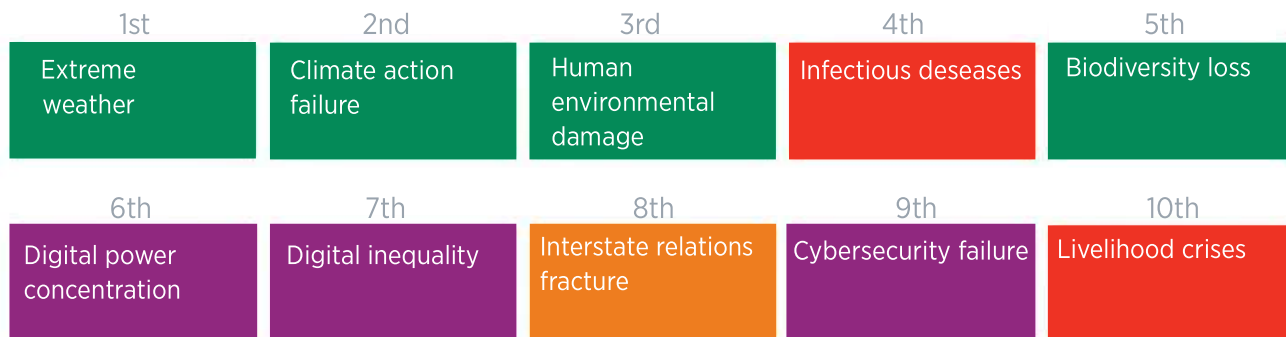 1st
2nd
3rd
4th
5th
Extreme
weather
Climate action
failure
Human
environmental
damage
Infectious deseases
Biodiversity loss
6th
7th
8th
9th
10th
Digital power
concentration
Digital inequality
Interstate relations
fracture
Cybersecurity failure
Livelihood crises